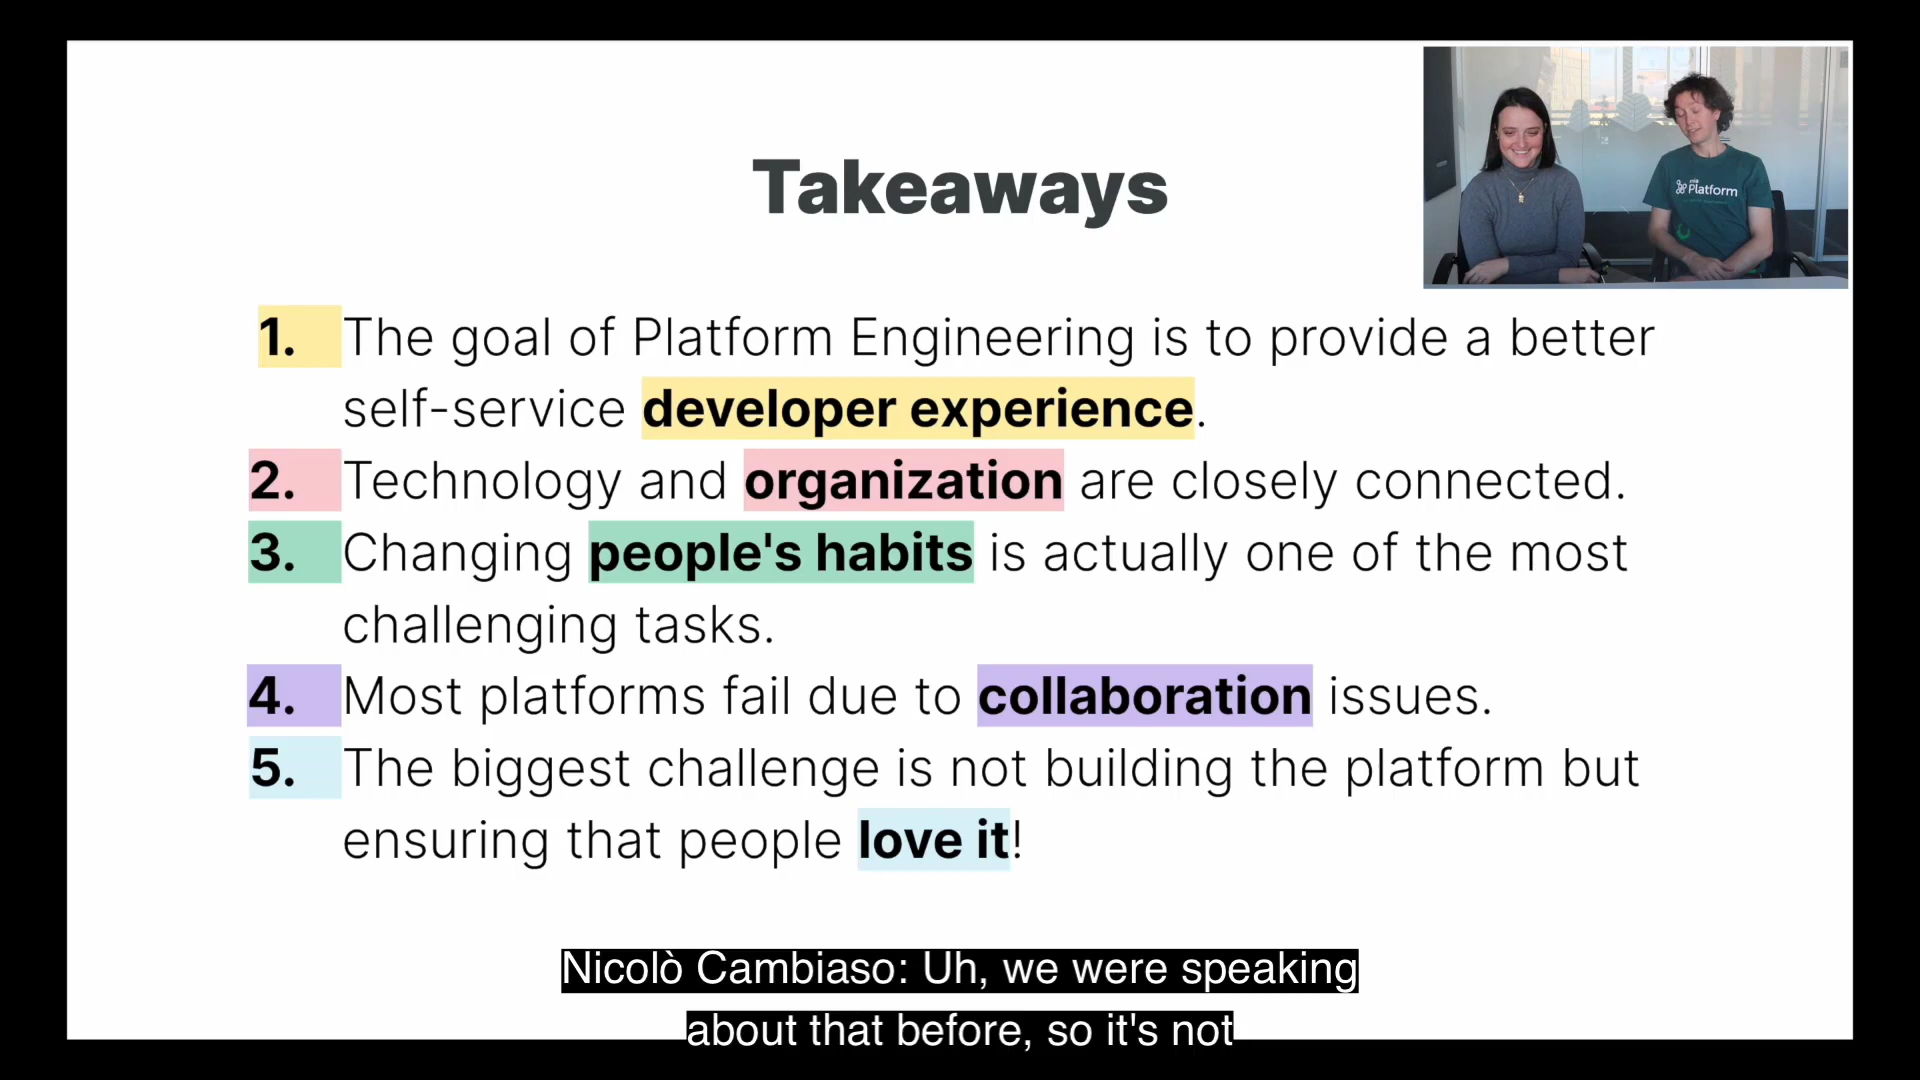 Takeaways
mia
Platform
1. The goal of Platform Engineering is to provide a better
self-service developer experience.
2. Technology and organization are closely connected.
3. Changing people's habits is actually one of the most
challenging tasks.
4. Most platforms fail due to collaboration issues.
5. The biggest challenge is not building the platform but
ensuring that people love it!
Nicolò Cambiaso: Uh, we were speaking
about that before, so it's not